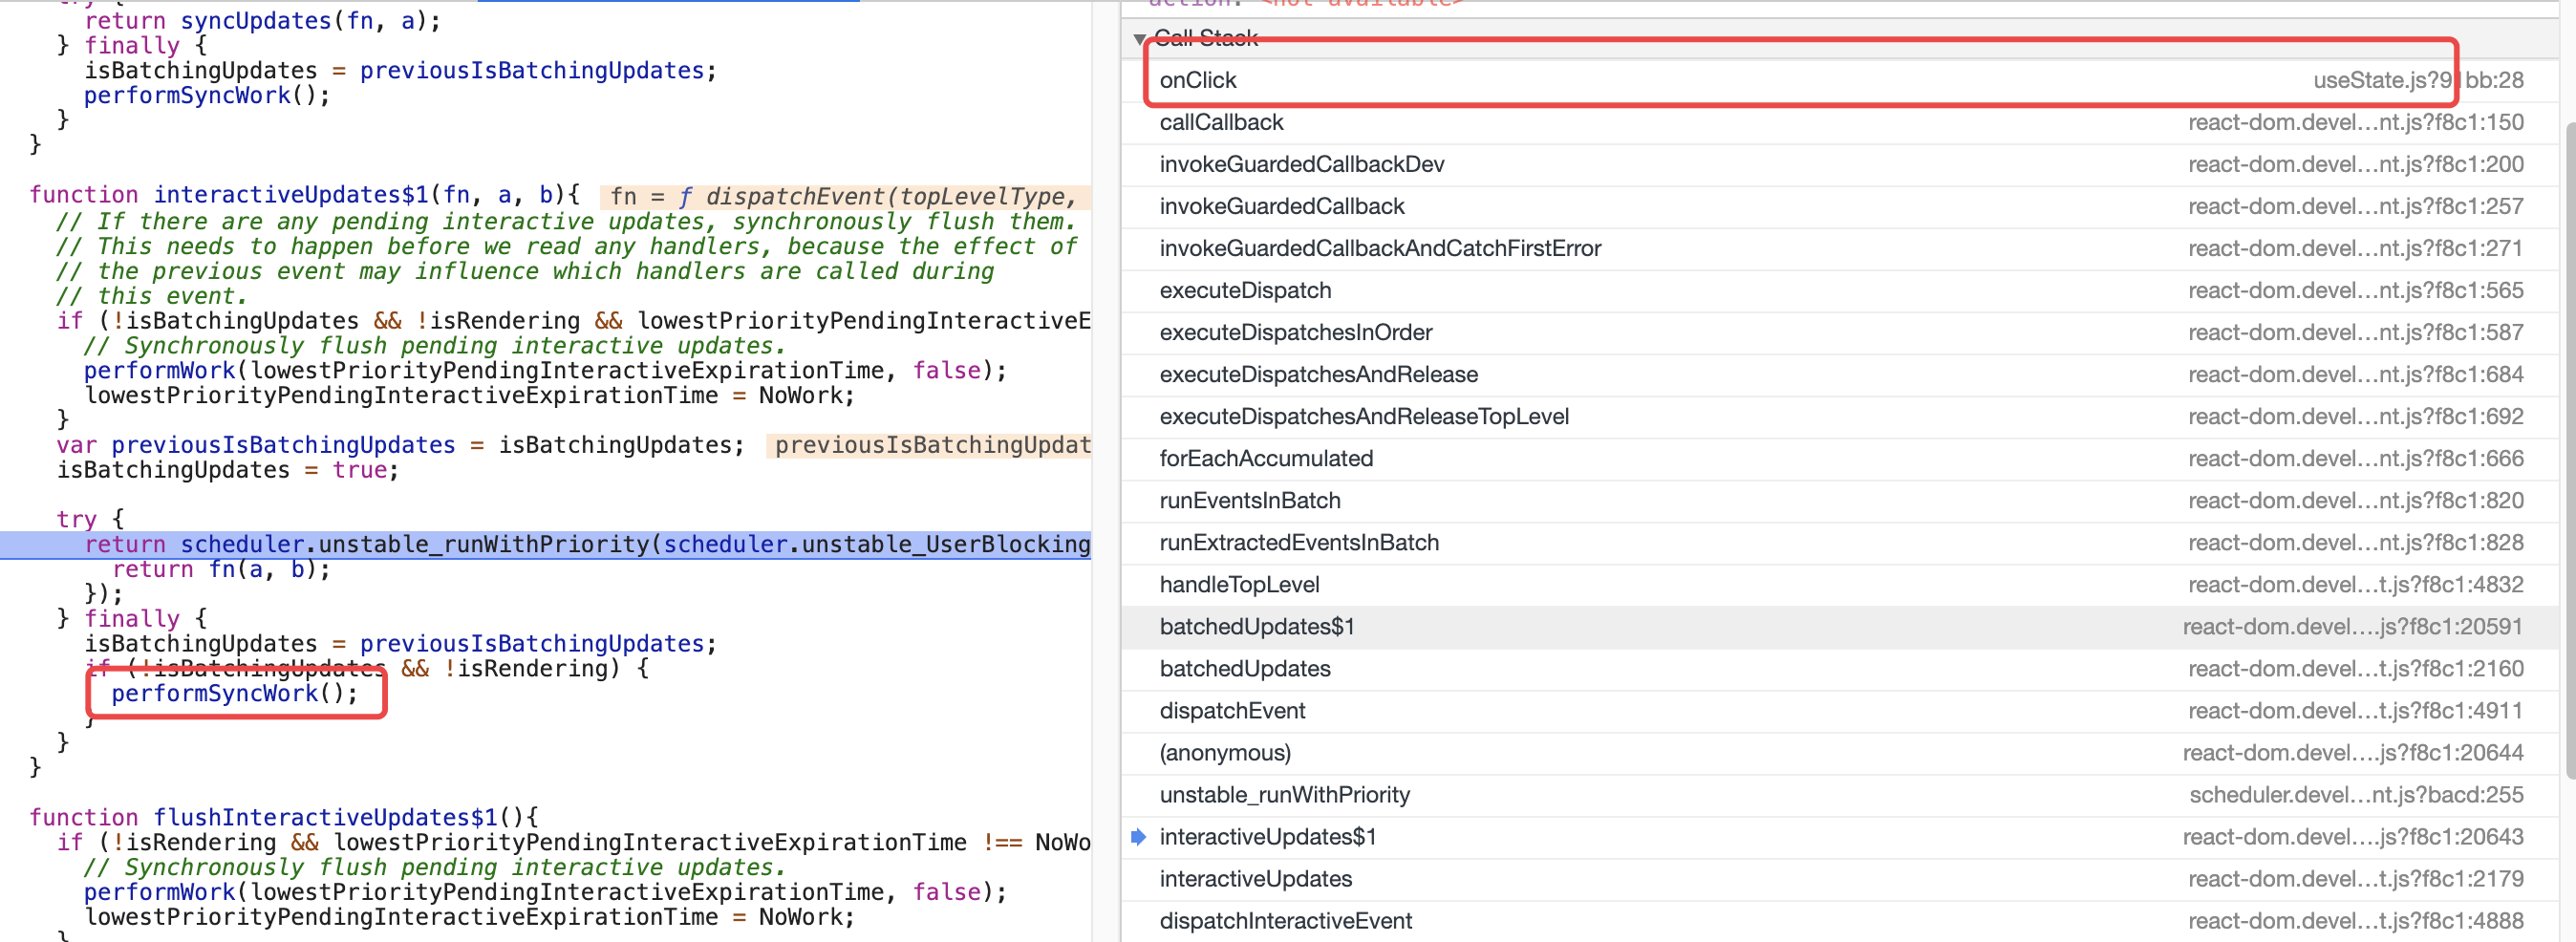 try {
return syncUpdates(fn, a);
} finally {
isBatchingUpdates = previousIsBatchingUpdates;
performSyncWork();
}
}
function interactiveUpdates$1(fn, a, b){ fn = ƒ dispatchEvent(topLevelType,
// If there are any pending interactive updates, synchronously flush them.
// This needs to happen before we read any handlers, because the effect of
// the previous event may influence which handlers are called during
// this event.
if (!isBatchingUpdates && !isRendering && lowestPriorityPendingInteractiveE
// Synchronously flush pending interactive updates.
performWork(lowestPriorityPendingInteractiveExpirationTime, false);
lowestPriorityPendingInteractiveExpirationTime = NoWork;
}
var previousIsBatchingUpdates = isBatchingUpdates; previousIsBatchingUpdat
isBatchingUpdates = true;
try {
return scheduler.unstable_runWithPriority(scheduler.unstable_UserBlocking
return fn(a, b);
});
} finally {
isBatchingUpdates = previousIsBatchingUpdates;
if (!isBatchingUpdates && !isRendering) {
performSyncWork();
}
}
}
function flushInteractiveUpdates$1(){
if (!isRendering && lowestPriorityPendingInteractiveExpirationTime !== NoWo
// Synchronously flush pending interactive updates.
performWork(lowestPriorityPendingInteractiveExpirationTime, false);
lowestPriorityPendingInteractiveExpirationTime = NoWork;
}
action: <not available>
▼ Call Stack
onClick useState.js?91bb:28
callCallback react-dom.devel…nt.js?f8c1:150
invokeGuardedCallbackDev react-dom.devel…nt.js?f8c1:200
invokeGuardedCallback react-dom.devel…nt.js?f8c1:257
invokeGuardedCallbackAndCatchFirstError react-dom.devel…nt.js?f8c1:271
executeDispatch react-dom.devel…nt.js?f8c1:565
executeDispatchesInOrder react-dom.devel…nt.js?f8c1:587
executeDispatchesAndRelease react-dom.devel…nt.js?f8c1:684
executeDispatchesAndReleaseTopLevel react-dom.devel…nt.js?f8c1:692
forEachAccumulated react-dom.devel…nt.js?f8c1:666
runEventsInBatch react-dom.devel…nt.js?f8c1:820
runExtractedEventsInBatch react-dom.devel…nt.js?f8c1:828
handleTopLevel react-dom.devel…t.js?f8c1:4832
batchedUpdates$1 react-dom.devel….js?f8c1:20591
batchedUpdates react-dom.devel…t.js?f8c1:2160
dispatchEvent react-dom.devel…t.js?f8c1:4911
(anonymous) react-dom.devel….js?f8c1:20644
unstable_runWithPriority scheduler.devel…nt.js?bacd:255
interactiveUpdates$1 react-dom.devel….js?f8c1:20643
interactiveUpdates react-dom.devel…t.js?f8c1:2179
dispatchInteractiveEvent react-dom.devel…t.js?f8c1:4888